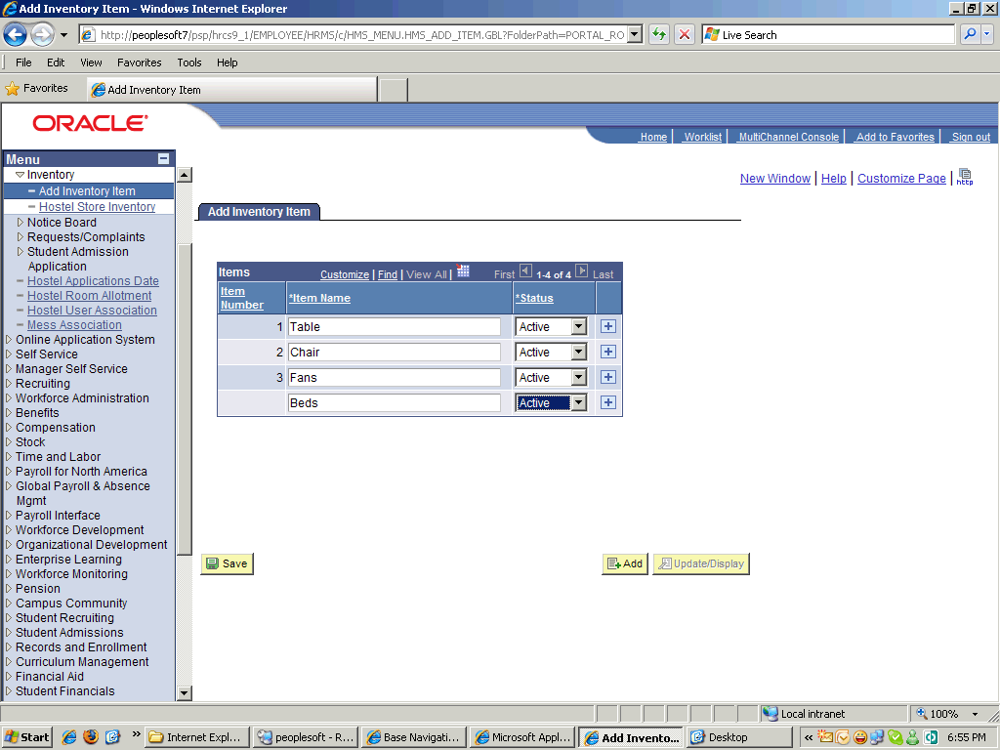 Add Inventory Item - Windows Internet Explorer
http://peoplesoft7/psp/hrcs9_1/EMPLOYEE/HRMS/c/HMS_MENU.HMS_ADD_ITEM.GBL?FolderPath=PORTAL_RO
Live Search
File Edit View Favorites Tools Help
Favorites Add Inventory Item
ORACLE®
Home Worklist MultiChannel Console Add to Favorites Sign out
Menu
Inventory
Add Inventory Item
Hostel Store Inventory
Notice Board
Requests/Complaints
Student Admission
Application
Hostel Applications Date
Hostel Room Allotment
Hostel User Association
Mess Association
Online Application System
Self Service
Manager Self Service
Recruiting
Workforce Administration
Benefits
Compensation
Stock
Time and Labor
Payroll for North America
Global Payroll & Absence
Mgmt
Payroll Interface
Workforce Development
Organizational Development
Enterprise Learning
Workforce Monitoring
Pension
Campus Community
Student Recruiting
Student Admissions
Records and Enrollment
Curriculum Management
Financial Aid
Student Financials
New Window | Help | Customize Page | http
Add Inventory Item
Items Customize | Find | View All | First 1-4 of 4 Last
Item Number *Item Name *Status
1 Table Active
2 Chair Active
3 Fans Active
Beds Active
Save Add Update/Display
Local intranet 100%
Start » Internet Expl... peoplesoft - R... Base Navigati... Microsoft Appl... Add Invento... Desktop « 6:55 PM